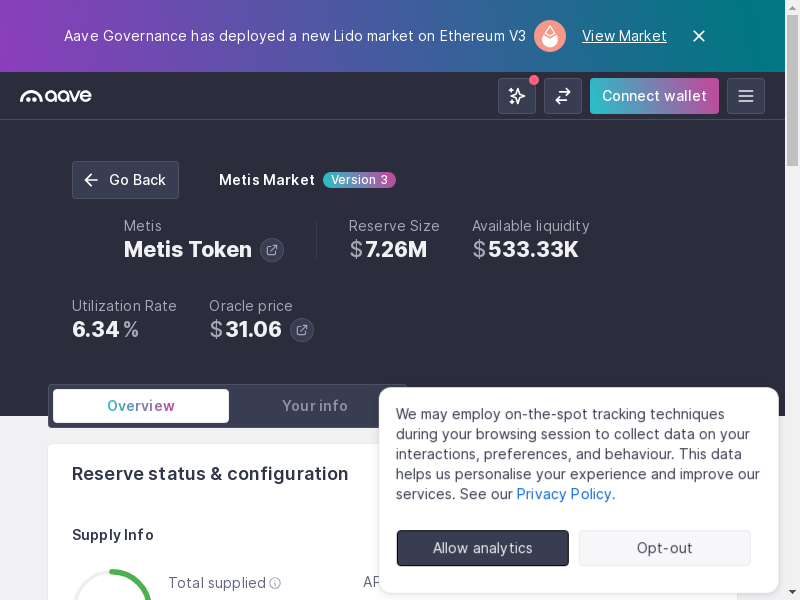 Aave Governance has deployed a new Lido market on Ethereum V3 View Market
aave
Connect wallet
Go Back
Metis Market Version 3
Metis
Metis Token
Reserve Size
$7.26M
Available liquidity
$533.33K
Utilization Rate
6.34%
Oracle price
$31.06
Overview
Your info
We may employ on-the-spot tracking techniques
during your browsing session to collect data on your
interactions, preferences, and behaviour. This data
helps us personalise your experience and improve our
services. See our Privacy Policy.
Allow analytics
Opt-out
Reserve status & configuration
Supply Info
Total supplied